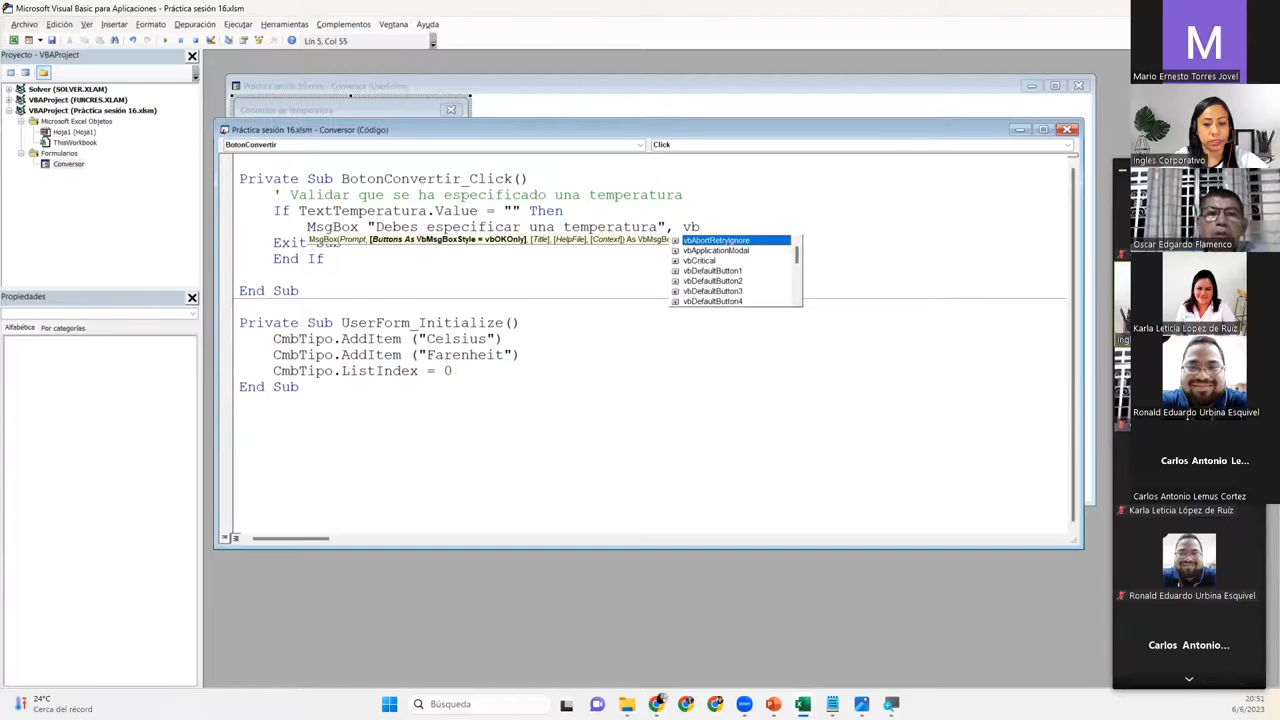 Microsoft Visual Basic para Aplicaciones - Práctica sesión 16.xlsm
Archivo Edición Ver Insertar Formato Depuración Ejecutar Herramientas Complementos Ventana Ayuda
Lín 5, Col 55
Proyecto - VBAProject
Solver (SOLVER.XLAM)
VBAProject (FUNCRES.XLAM)
VBAProject (Práctica sesión 16.xlsm)
Microsoft Excel Objetos
Hoja1 (Hoja1)
ThisWorkbook
Formularios
Conversor
Propiedades
Alfabética Por categorías
Conversor de temperatura
Práctica sesión 16.xlsm - Conversor (Código)
BotonConvertir
Click
Private Sub BotonConvertir_Click()
' Validar que se ha especificado una temperatura
If TextTemperatura.Value = "" Then
MsgBox "Debes especificar una temperatura", vb
Exit Sub
MsgBox(Prompt, [Buttons As VbMsgBoxStyle = vbOKOnly], [Title], [HelpFile], [Context]) As VbMsgBo
End If
End Sub
vbAbortRetryIgnore
vbApplicationModal
vbCritical
vbDefaultButton1
vbDefaultButton2
vbDefaultButton3
vbDefaultButton4
Private Sub UserForm_Initialize()
CmbTipo.AddItem ("Celsius")
CmbTipo.AddItem ("Farenheit")
CmbTipo.ListIndex = 0
End Sub
M
Mario Ernesto Torres Jovel
Ingles Corporativo
Oscar Edgardo Flamenco
Karla Leticia López de Ruíz
Ronald Eduardo Urbina Esquivel
Carlos Antonio Le...
Carlos Antonio Lemus Cortez
Karla Leticia López de Ruíz
Ronald Eduardo Urbina Esquivel
Carlos Antonio...
24°C
Cerca del récord
Búsqueda
20:51
6/6/2023